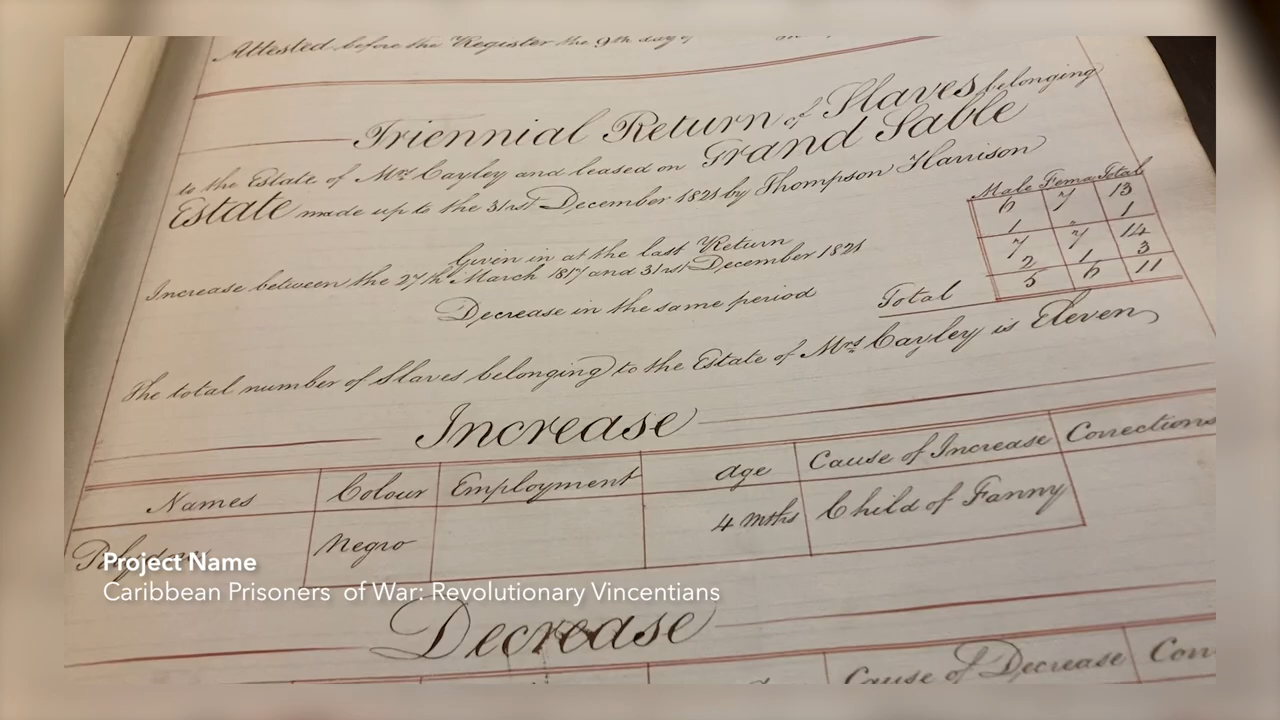 Attested before the Register the 9th day of
Triennial Return of Slaves belonging
to the Estate of Mrs Cayley and leased on Grand Sable
Estate made up to the 31st December 1821 by Thompson Harrison
Male Fema Total
Given in at the last Return 6 7 13
Increase between the 27th March 1817 and 31st December 1821 1 1
7 7 14
Decrease in the same period 2 1 3
Total 5 6 11
The total number of Slaves belonging to the Estate of Mrs Cayley is Eleven
Increase
Names Colour Employment age Cause of Increase Corrections
Negro 4 mths Child of Fanny
Project Name
Caribbean Prisoners of War: Revolutionary Vincentians
Decrease
Cause of Decrease